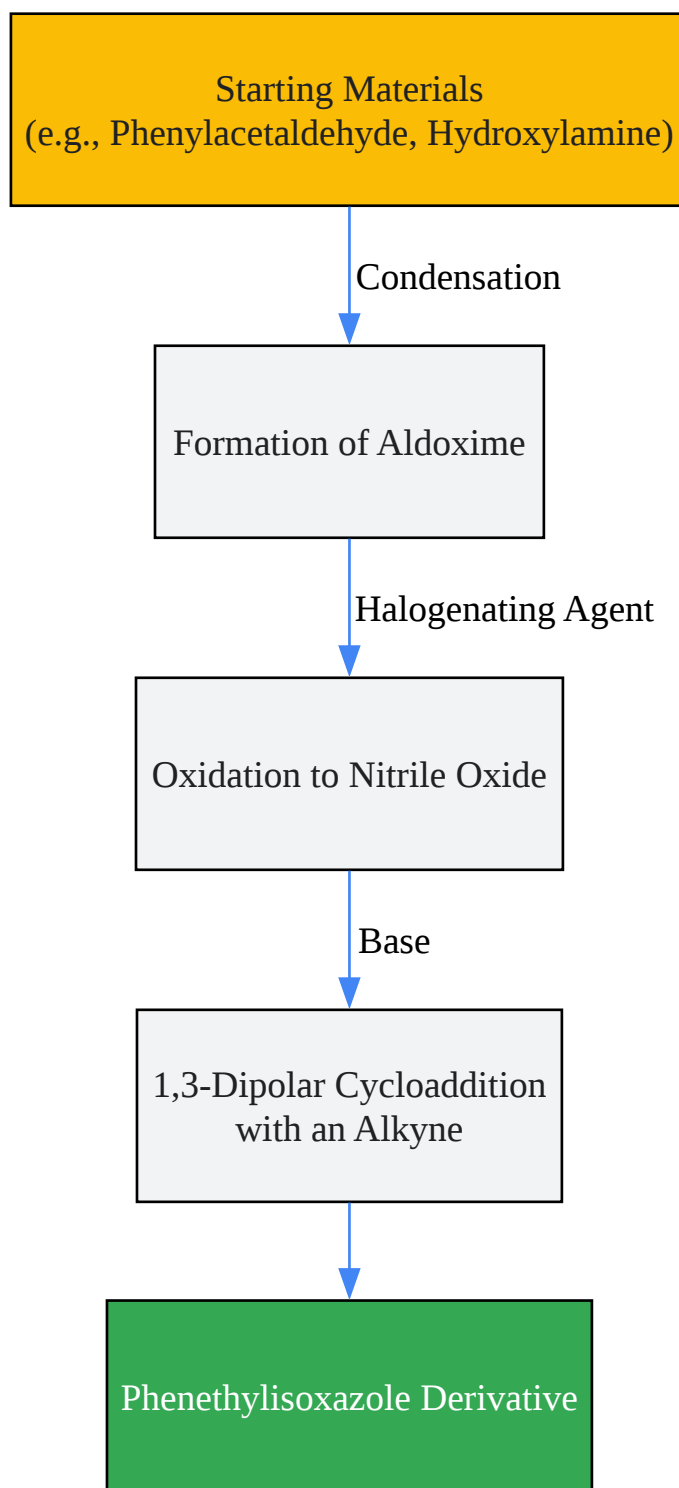 Starting Materials
(e.g., Phenylacetaldehyde, Hydroxylamine)
Condensation
Formation of Aldoxime
Halogenating Agent
Oxidation to Nitrile Oxide
Base
1,3-Dipolar Cycloaddition
with an Alkyne
Phenethylisoxazole Derivative